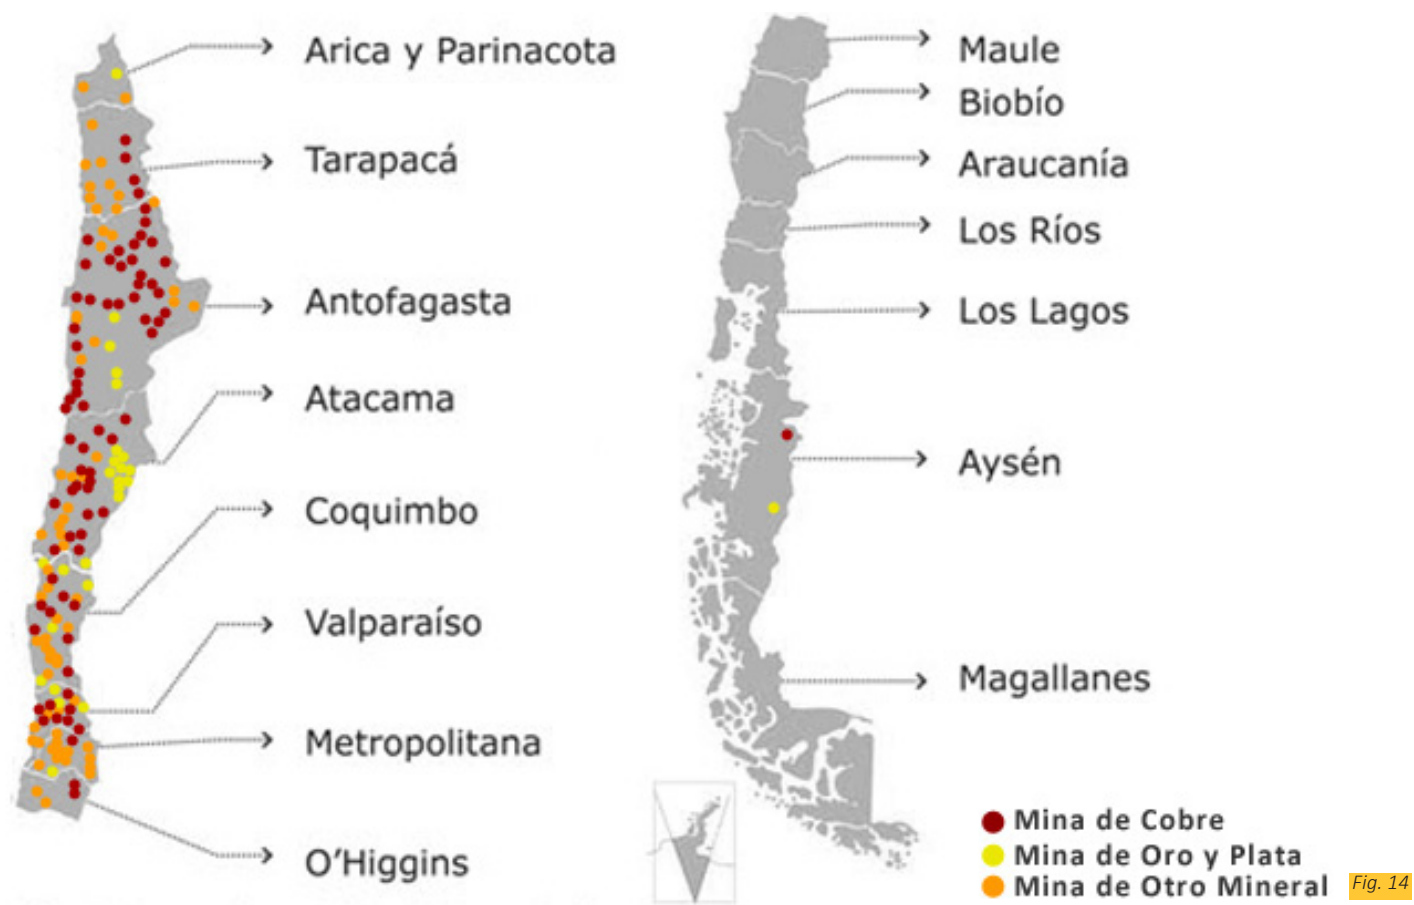 Arica y Parinacota
Tarapacá
Antofagasta
Atacama
Coquimbo
Valparaíso
Metropolitana
O'Higgins
Maule
Biobío
Araucanía
Los Ríos
Los Lagos
Aysén
Magallanes
Mina de Cobre
Mina de Oro y Plata
Mina de Otro Mineral
Fig. 14